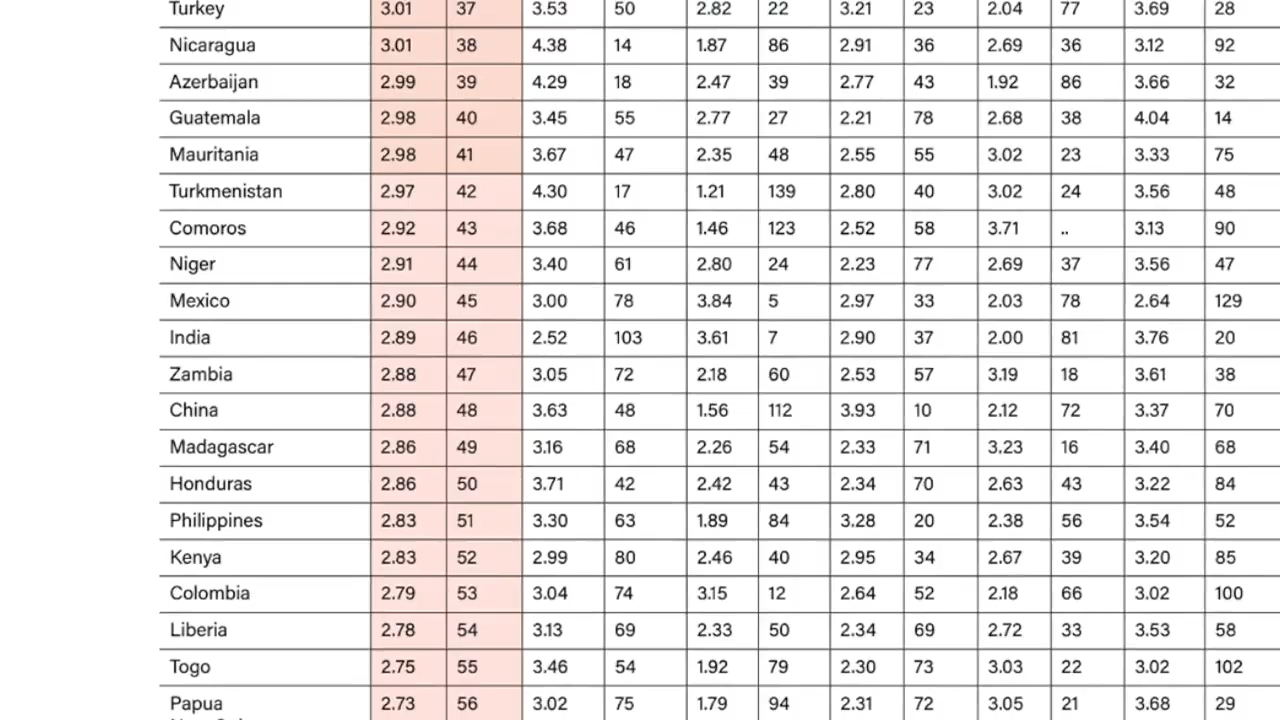 Turkey 3.01 37 3.53 50 2.82 22 3.21 23 2.04 77 3.69 28
Nicaragua 3.01 38 4.38 14 1.87 86 2.91 36 2.69 36 3.12 92
Azerbaijan 2.99 39 4.29 18 2.47 39 2.77 43 1.92 86 3.66 32
Guatemala 2.98 40 3.45 55 2.77 27 2.21 78 2.68 38 4.04 14
Mauritania 2.98 41 3.67 47 2.35 48 2.55 55 3.02 23 3.33 75
Turkmenistan 2.97 42 4.30 17 1.21 139 2.80 40 3.02 24 3.56 48
Comoros 2.92 43 3.68 46 1.46 123 2.52 58 3.71 .. 3.13 90
Niger 2.91 44 3.40 61 2.80 24 2.23 77 2.69 37 3.56 47
Mexico 2.90 45 3.00 78 3.84 5 2.97 33 2.03 78 2.64 129
India 2.89 46 2.52 103 3.61 7 2.90 37 2.00 81 3.76 20
Zambia 2.88 47 3.05 72 2.18 60 2.53 57 3.19 18 3.61 38
China 2.88 48 3.63 48 1.56 112 3.93 10 2.12 72 3.37 70
Madagascar 2.86 49 3.16 68 2.26 54 2.33 71 3.23 16 3.40 68
Honduras 2.86 50 3.71 42 2.42 43 2.34 70 2.63 43 3.22 84
Philippines 2.83 51 3.30 63 1.89 84 3.28 20 2.38 56 3.54 52
Kenya 2.83 52 2.99 80 2.46 40 2.95 34 2.67 39 3.20 85
Colombia 2.79 53 3.04 74 3.15 12 2.64 52 2.18 66 3.02 100
Liberia 2.78 54 3.13 69 2.33 50 2.34 69 2.72 33 3.53 58
Togo 2.75 55 3.46 54 1.92 79 2.30 73 3.03 22 3.02 102
Papua 2.73 56 3.02 75 1.79 94 2.31 72 3.05 21 3.68 29